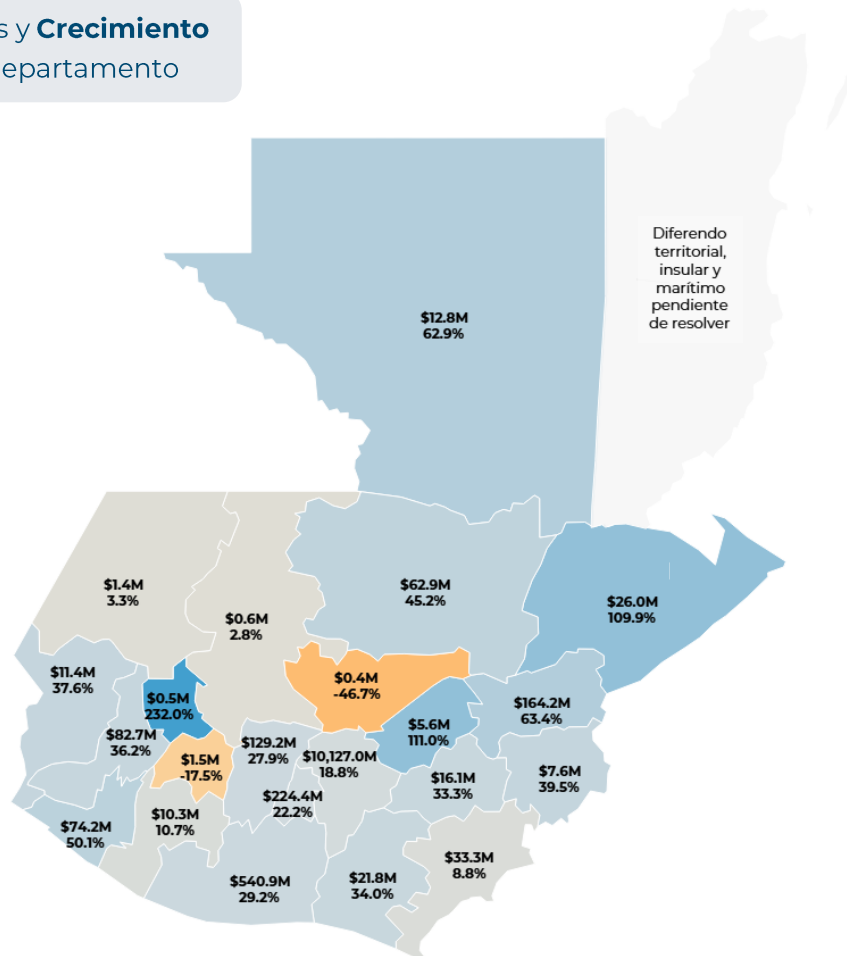 s y Crecimiento
epartamento
Diferendo
territorial,
insular y
marítimo
pendiente
de resolver
$12.8M
62.9%
$1.4M
3.3%
$0.6M
2.8%
$62.9M
45.2%
$26.0M
109.9%
$11.4M
37.6%
$0.5M
232.0%
$0.4M
-46.7%
$164.2M
63.4%
$82.7M
36.2%
$1.5M
-17.5%
$129.2M
27.9%
$10,127.0M
18.8%
$5.6M
111.0%
$16.1M
33.3%
$7.6M
39.5%
$224.4M
22.2%
$74.2M
50.1%
$10.3M
10.7%
$540.9M
29.2%
$21.8M
34.0%
$33.3M
8.8%